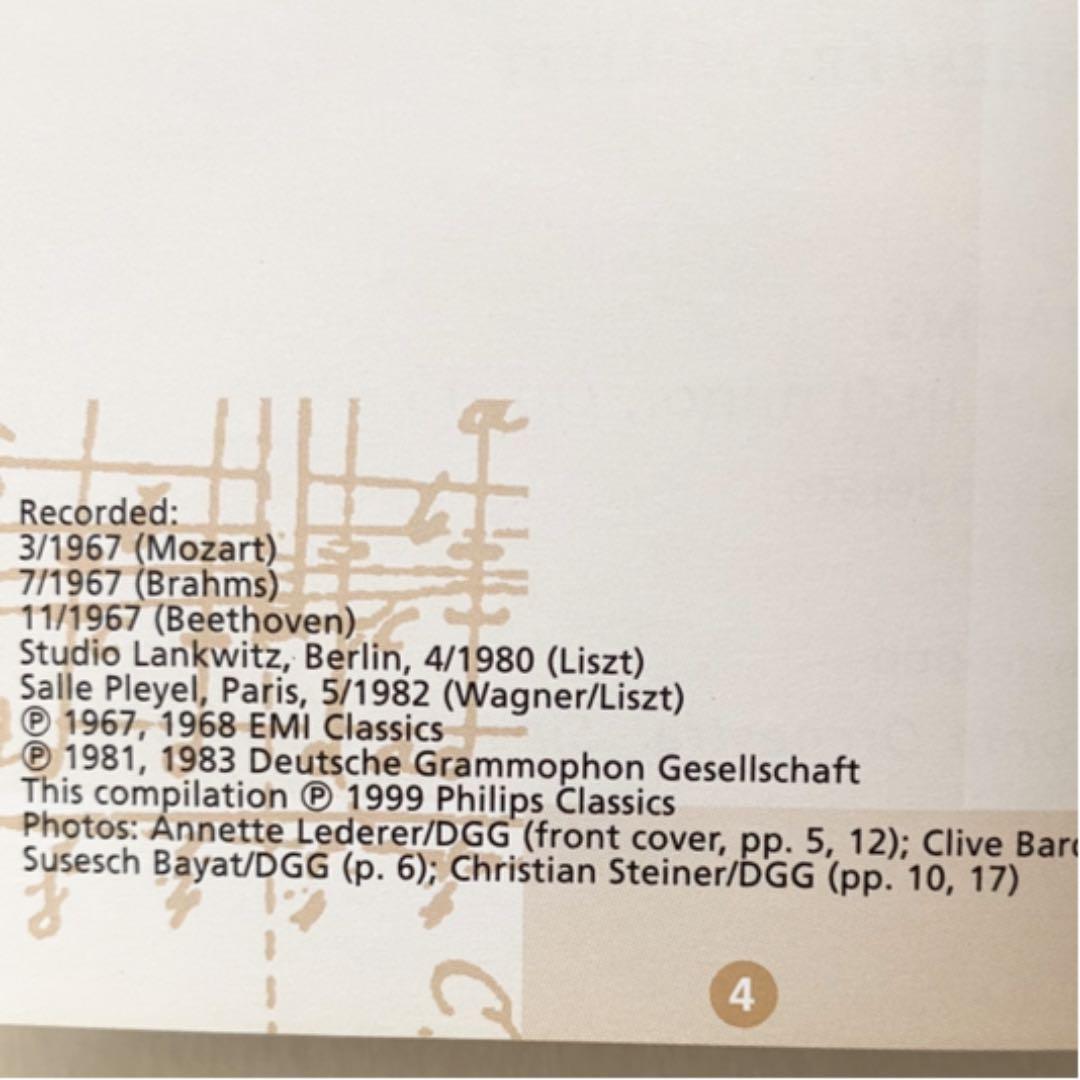 Recorded:
3/1967 (Mozart)
7/1967 (Brahms)
11/1967 (Beethoven)
Studio Lankwitz, Berlin, 4/1980 (Liszt)
Salle Pleyel, Paris, 5/1982 (Wagner/Liszt)
℗ 1967, 1968 EMI Classics
℗ 1981, 1983 Deutsche Grammophon Gesellschaft
This compilation ℗ 1999 Philips Classics
Photos: Annette Lederer/DGG (front cover, pp. 5, 12); Clive
Susesch Bayat/DGG (p. 6); Christian Steiner/DGG (pp. 10, 17)
4